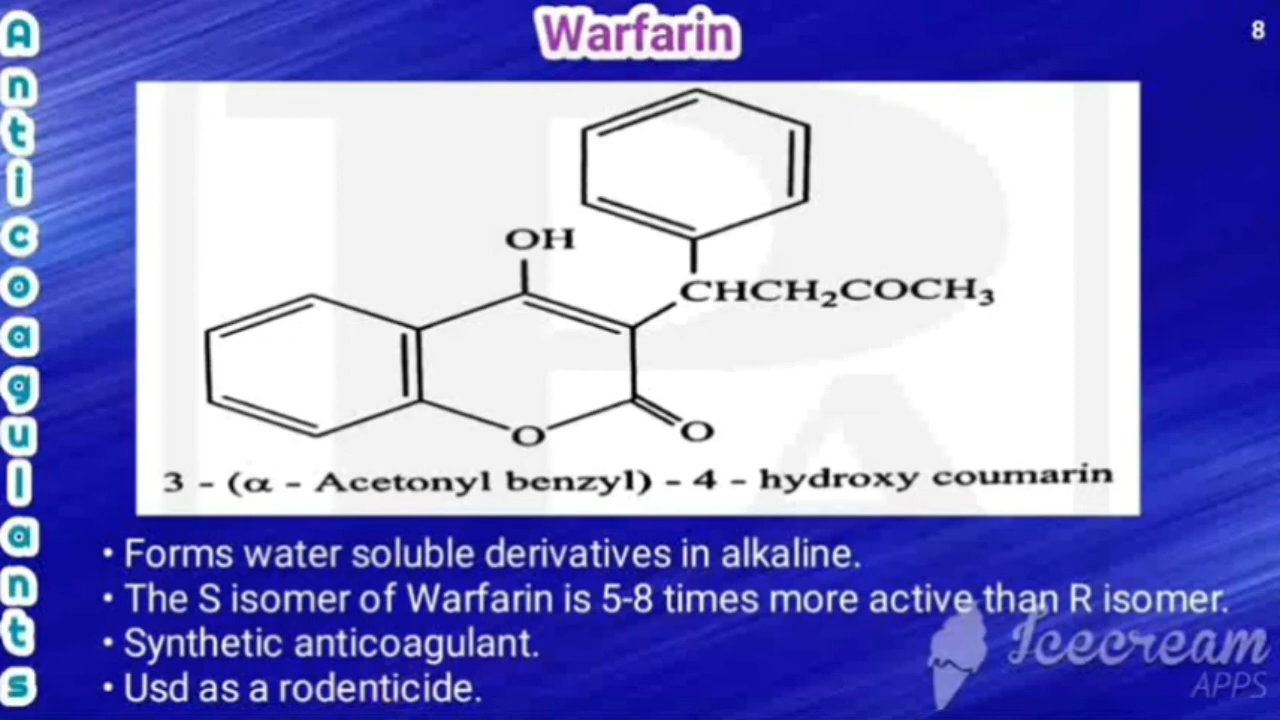 Warfarin
8
Anticoagulants
OH
CHCH₂COCH₃
O
O
3 - (α - Acetonyl benzyl) - 4 - hydroxy coumarin
• Forms water soluble derivatives in alkaline.
• The S isomer of Warfarin is 5-8 times more active than R isomer.
• Synthetic anticoagulant.
• Usd as a rodenticide.
Icecream
APPS